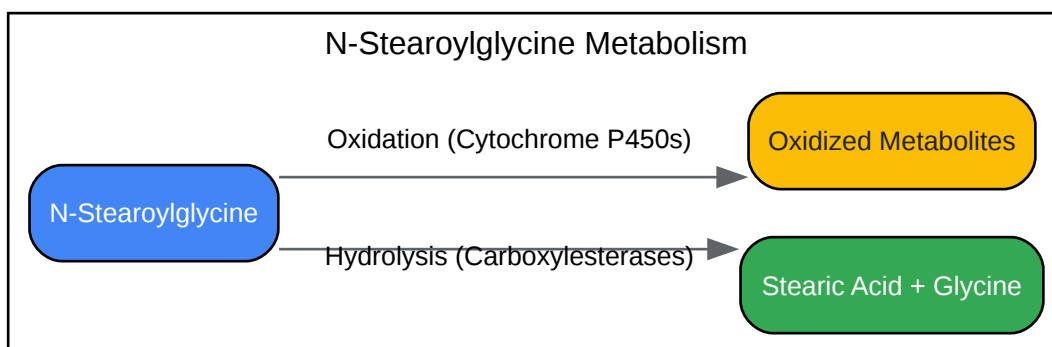 N-Stearoylglycine Metabolism
Oxidation (Cytochrome P450s)
Oxidized Metabolites
N-Stearoylglycine
Hydrolysis (Carboxylesterases)
Stearic Acid + Glycine